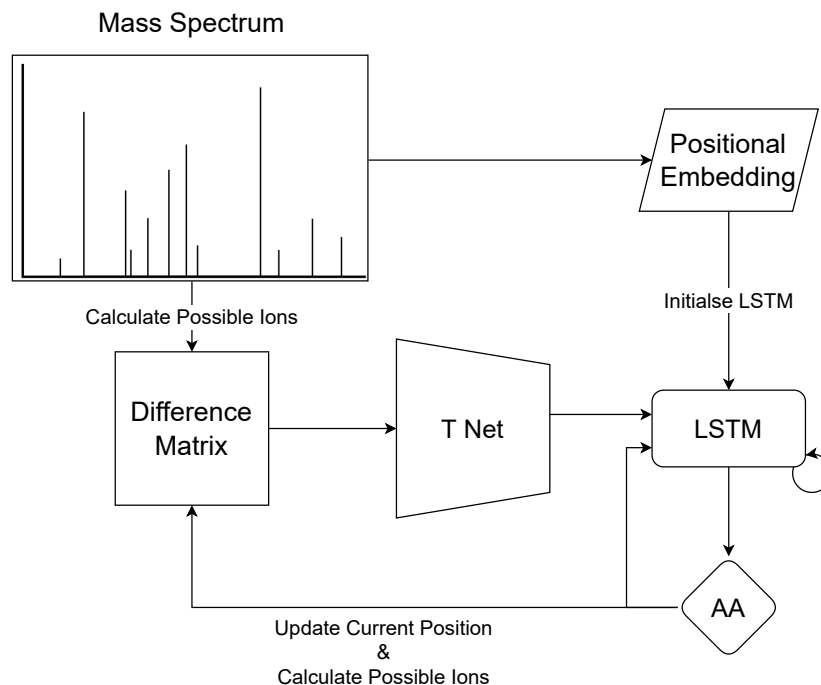 Mass Spectrum
Positional
Embedding
Calculate Possible Ions
Initialse LSTM
Difference
Matrix
T Net
LSTM
AA
Update Current Position
&
Calculate Possible Ions